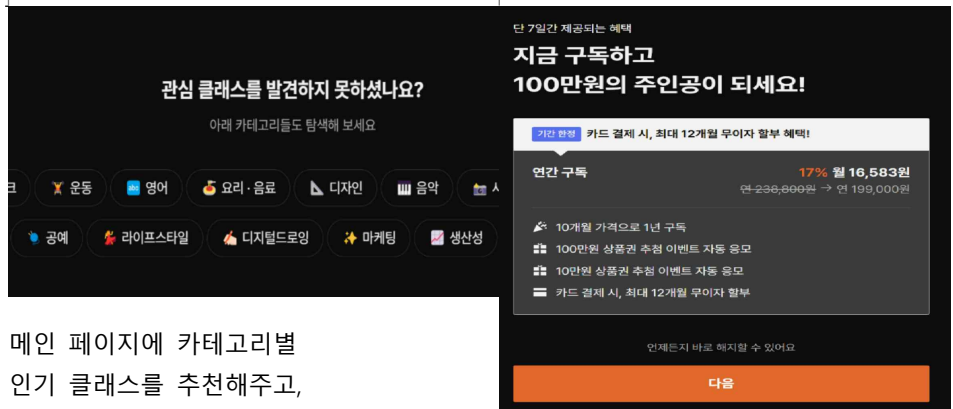 관심 클래스를 발견하지 못하셨나요?
아래 카테고리들도 탐색해 보세요
크 운동 영어 요리 · 음료 디자인 음악
공예 라이프스타일 디지털드로잉 마케팅 생산성
메인 페이지에 카테고리별
인기 클래스를 추천해주고,
단 7일간 제공되는 혜택
지금 구독하고
100만원의 주인공이 되세요!
기간 한정 카드 결제 시, 최대 12개월 무이자 할부 혜택!
연간 구독 17% 월 16,583원
연 238,800원 → 연 199,000원
10개월 가격으로 1년 구독
100만원 상품권 추첨 이벤트 자동 응모
10만원 상품권 추첨 이벤트 자동 응모
카드 결제 시, 최대 12개월 무이자 할부
언제든지 바로 해지할 수 있어요
다음